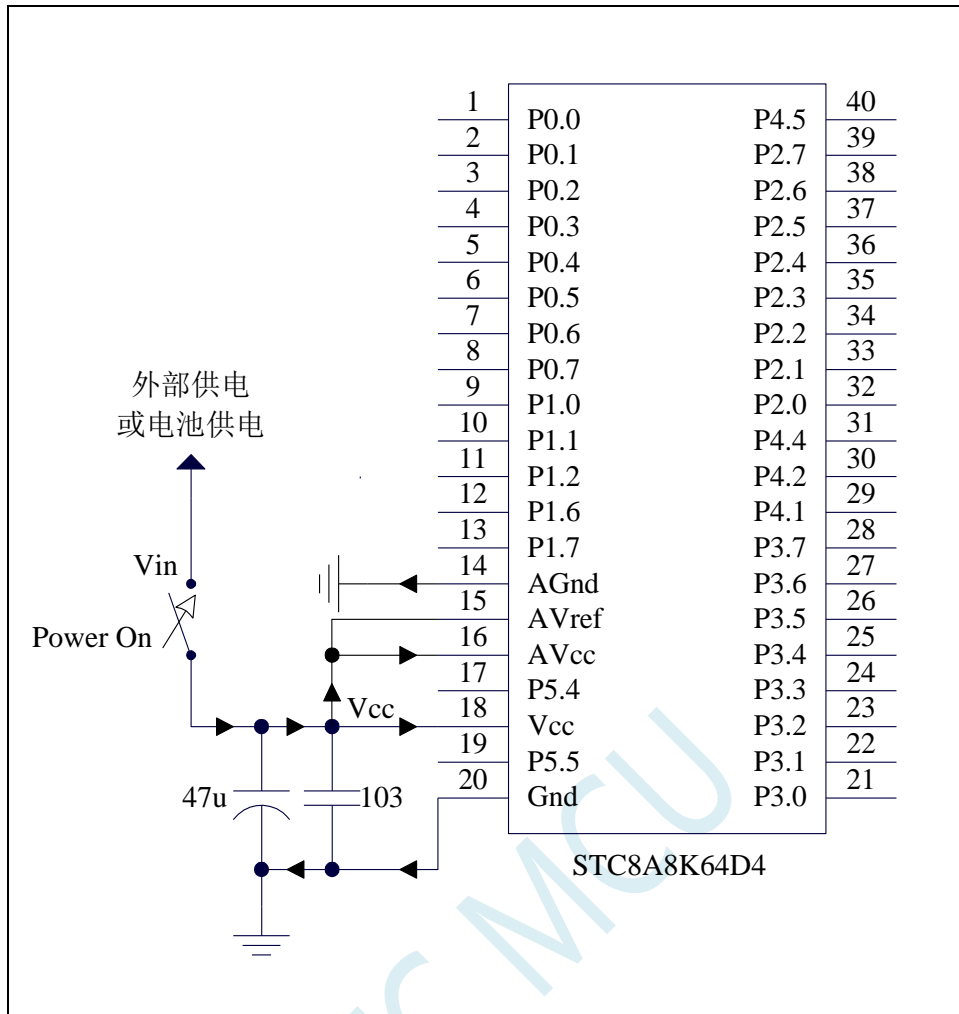 1 P0.0 P4.5 40
2 P0.1 P2.7 39
3 P0.2 P2.6 38
4 P0.3 P2.5 37
5 P0.4 P2.4 36
6 P0.5 P2.3 35
7 P0.6 P2.2 34
8 P0.7 P2.1 33
9 P1.0 P2.0 32
10 P1.1 P4.4 31
11 P1.2 P4.2 30
12 P1.6 P4.1 29
13 P1.7 P3.7 28
14 AGnd P3.6 27
15 AVref P3.5 26
16 AVcc P3.4 25
17 P5.4 P3.3 24
18 Vcc P3.2 23
19 P5.5 P3.1 22
20 Gnd P3.0 21
外部供电
或电池供电
Vin
Power On
Vcc
47u
103
STC8A8K64D4
MCU